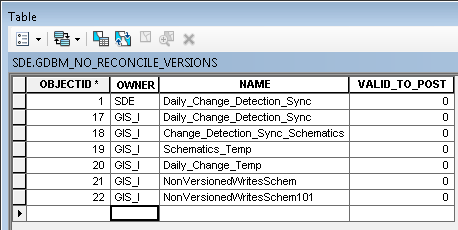 Table
SDE.GDBM_NO_RECONCILE_VERSIONS
OBJECTID * OWNER NAME VALID_TO_POST
1 SDE Daily_Change_Detection_Sync 0
17 GIS_I Daily_Change_Detection_Sync 0
18 GIS_I Change_Detection_Sync_Schematics 0
19 GIS_I Schematics_Temp 0
20 GIS_I Daily_Change_Temp 0
21 GIS_I NonVersionedWritesSchem 0
22 GIS_I NonVersionedWritesSchem101 0